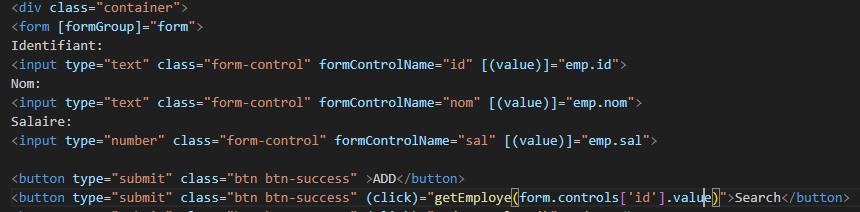 <div class="container">
<form [formGroup]="form">
Identifiant:
<input type="text" class="form-control" formControlName="id" [(value)]="emp.id">
Nom:
<input type="text" class="form-control" formControlName="nom" [(value)]="emp.nom">
Salaire:
<input type="number" class="form-control" formControlName="sal" [(value)]="emp.sal">
<button type="submit" class="btn btn-success" >ADD</button>
<button type="submit" class="btn btn-success" (click)="getEmploye(form.controls['id'].value)">Search</button>